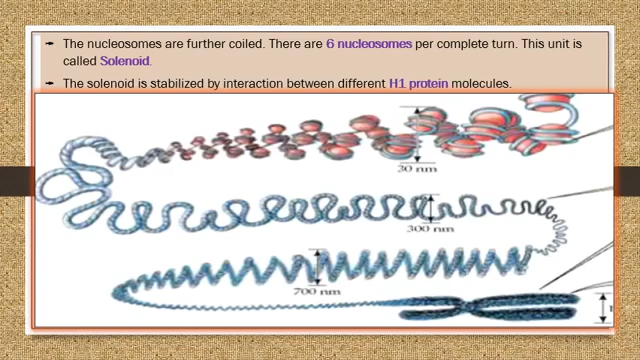 The nucleosomes are further coiled. There are 6 nucleosomes per complete turn. This unit is
called Solenoid.
The solenoid is stabilized by interaction between different H1 protein molecules.
30 nm
300 nm
700 nm